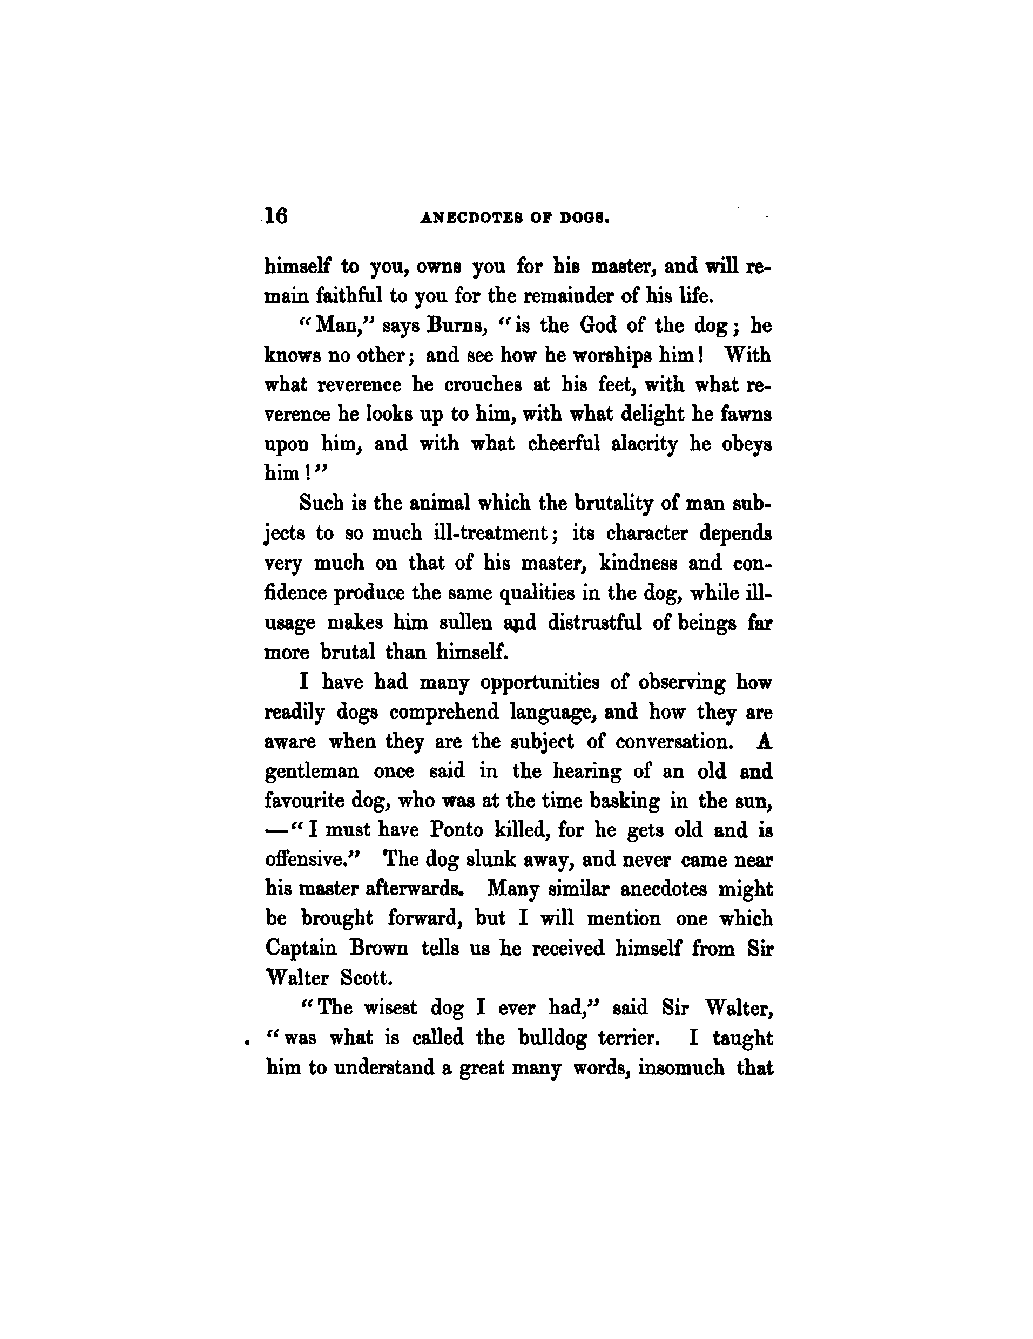 16 ANECDOTES OF DOGS.
himself to you, owns you for his master, and will re-
main faithful to you for the remainder of his life.
"Man," says Burns, "is the God of the dog; he
knows no other; and see how he worships him! With
what reverence he crouches at his feet, with what re-
verence he looks up to him, with what delight he fawns
upon him, and with what cheerful alacrity he obeys
him!"
Such is the animal which the brutality of man sub-
jects to so much ill-treatment; its character depends
very much on that of his master, kindness and con-
fidence produce the same qualities in the dog, while ill-
usage makes him sullen and distrustful of beings far
more brutal than himself.
I have had many opportunities of observing how
readily dogs comprehend language, and how they are
aware when they are the subject of conversation. A
gentleman once said in the hearing of an old and
favourite dog, who was at the time basking in the sun,
—"I must have Ponto killed, for he gets old and is
offensive." The dog slunk away, and never came near
his master afterwards. Many similar anecdotes might
be brought forward, but I will mention one which
Captain Brown tells us he received himself from Sir
Walter Scott.
"The wisest dog I ever had," said Sir Walter,
"was what is called the bulldog terrier. I taught
him to understand a great many words, insomuch that